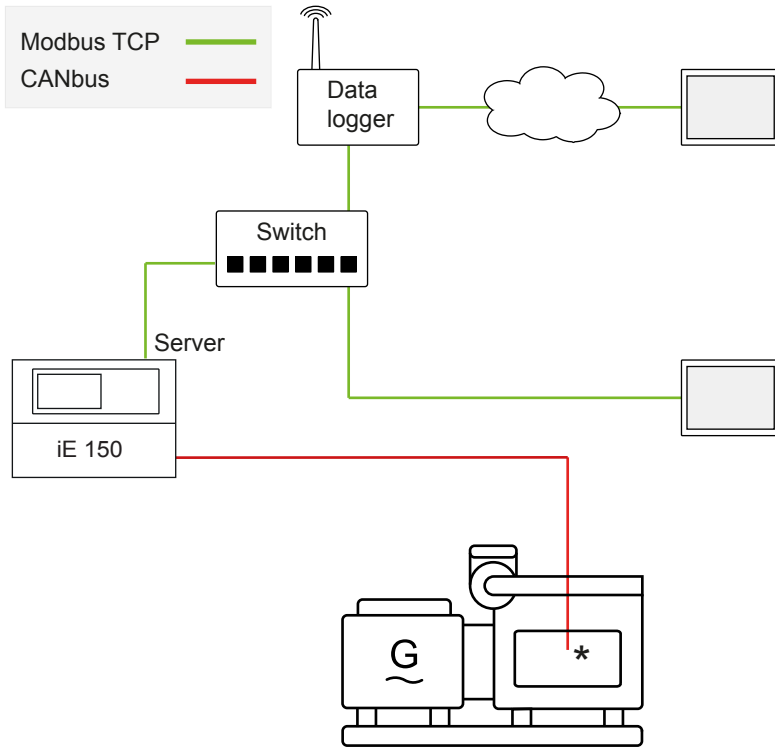 Modbus TCP
CANbus
Data
logger
Switch
Server
iE 150
G
*